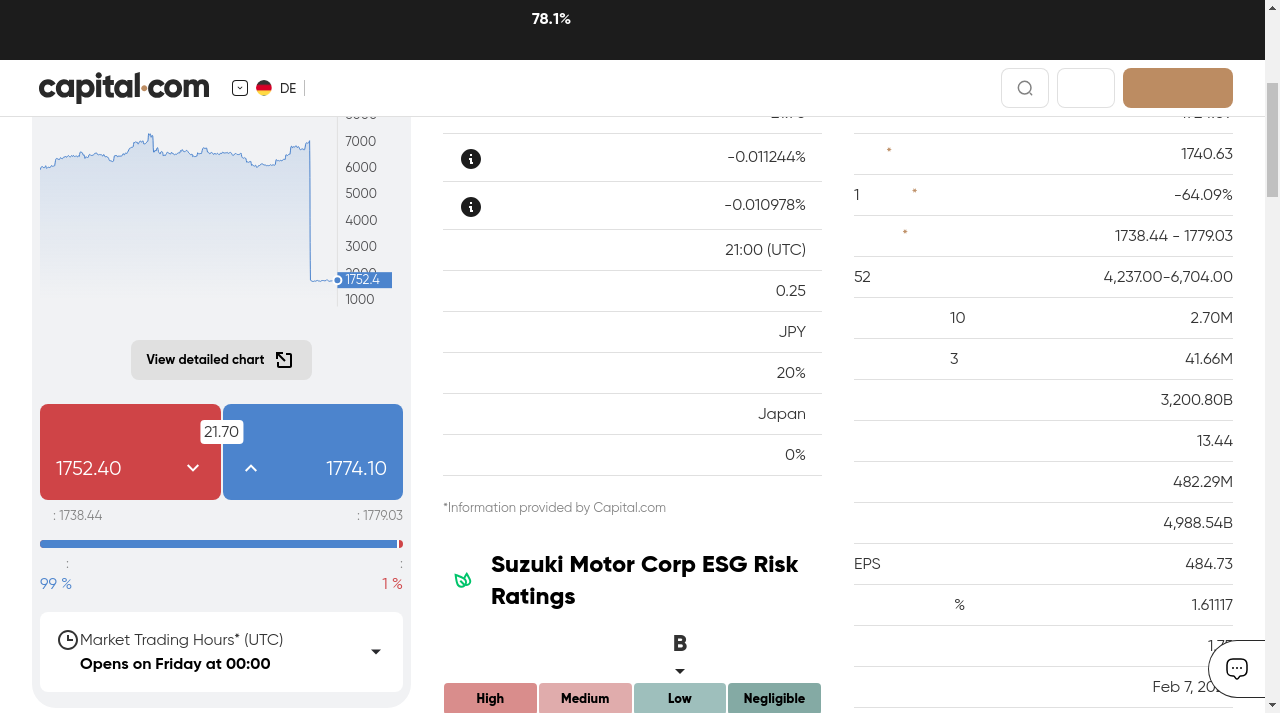 78.1%
capital.com
DE
7000
6000
5000
4000
3000
1752.4
1000
View detailed chart
21.70
1752.40
1774.10
: 1738.44
: 1779.03
:
:
99 %
1 %
Market Trading Hours* (UTC)
Opens on Friday at 00:00
-0.011244%
-0.010978%
21:00 (UTC)
0.25
JPY
20%
Japan
0%
*Information provided by Capital.com
Suzuki Motor Corp ESG Risk
Ratings
B
High
Medium
Low
Negligible
* 1740.63
1 * -64.09%
* 1738.44 - 1779.03
52 4,237.00-6,704.00
10 2.70M
3 41.66M
3,200.80B
13.44
482.29M
4,988.54B
EPS 484.73
% 1.61117
Feb 7,